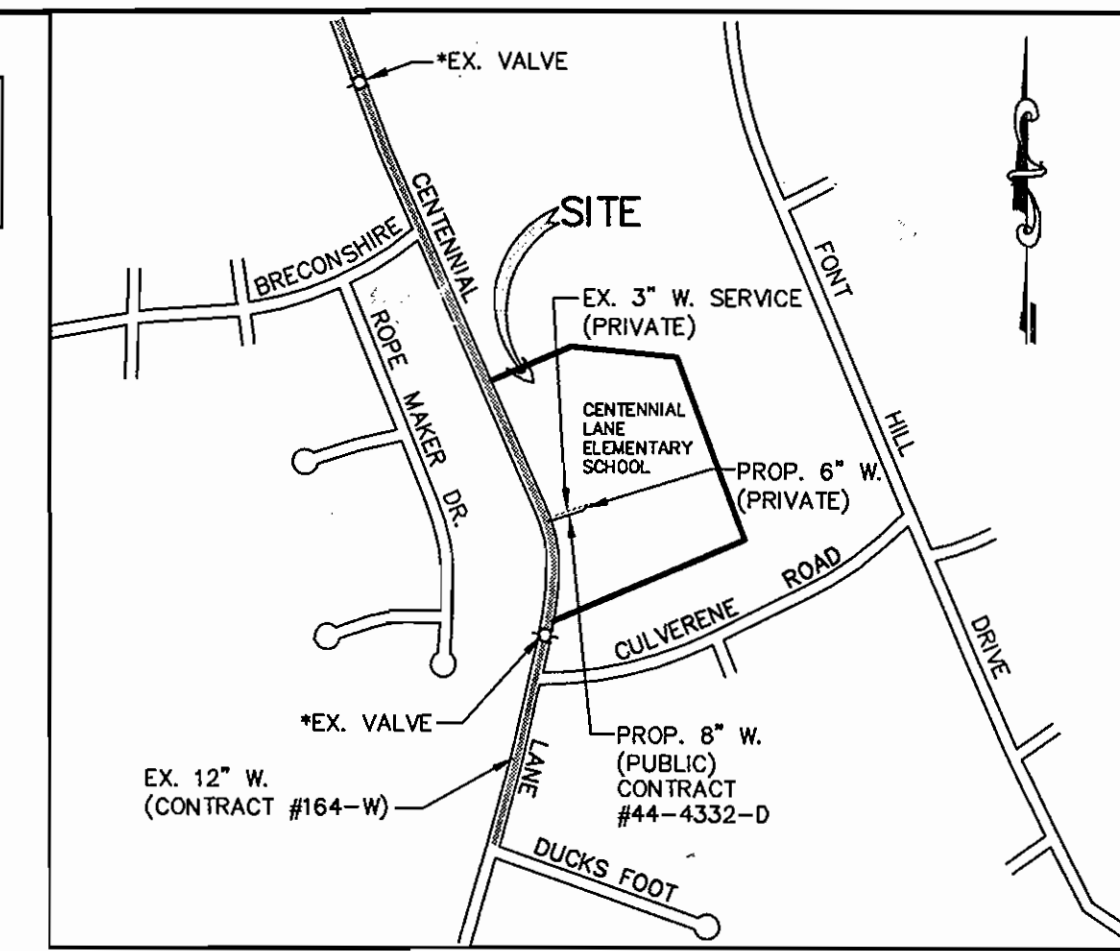 *EX. VALVE
CENTENNIAL
SITE
BRECONSHIRE
FONT
EX. 3" W. SERVICE
(PRIVATE)
ROPE MAKER DR.
CENTENNIAL
LANE
ELEMENTARY
SCHOOL
HILL
PROP. 6" W.
(PRIVATE)
CULVERENE ROAD
DRIVE
*EX. VALVE
PROP. 8" W.
(PUBLIC)
CONTRACT
#44-4332-D
LANE
EX. 12" W.
(CONTRACT #164-W)
DUCKS FOOT